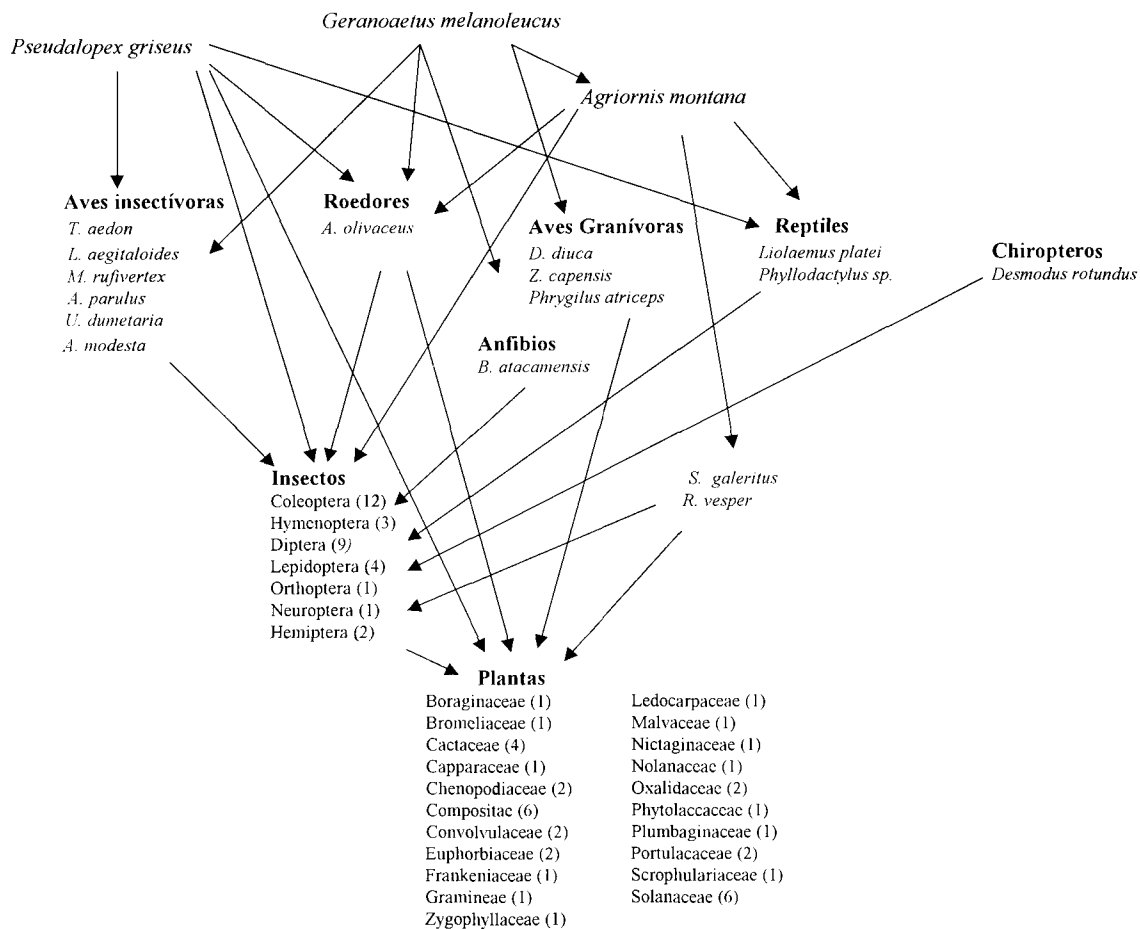 Geranoaetus melanoleucus
Pseudalopex griseus
Agriornis montana
Aves insectívoras
T. aedon
L. aegitaloides
M. rufivertex
A. parulus
U. dumetaria
A. modesta
Roedores
A. olivaceus
Aves Granívoras
D. diuca
Z. capensis
Phrygilus atriceps
Reptiles
Liolaemus platei
Phyllodactylus sp.
Chiropteros
Desmodus rotundus
Anfibios
B. atacamensis
S. galeritus
R. vesper
Insectos
Coleoptera (12)
Hymenoptera (3)
Diptera (9)
Lepidoptera (4)
Orthoptera (1)
Neuroptera (1)
Hemiptera (2)
Plantas
Boraginaceae (1)
Bromeliaceae (1)
Cactaceae (4)
Capparaceae (1)
Chenopodiaceae (2)
Compositae (6)
Convolvulaceae (2)
Euphorbiaceae (2)
Frankeniaceae (1)
Gramineae (1)
Zygophyllaceae (1)
Ledocarpaceae (1)
Malvaceae (1)
Nictaginaceae (1)
Nolanaceae (1)
Oxalidaceae (2)
Phytolaccaceae (1)
Plumbaginaceae (1)
Portulacaceae (2)
Scrophulariaceae (1)
Solanaceae (6)